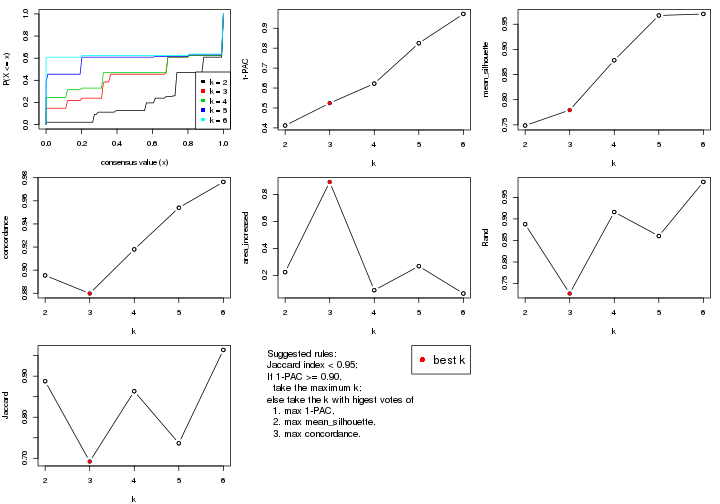 P(X <= x)
0.0 0.2 0.4 0.6 0.8 1.0
k = 2
k = 3
k = 4
k = 5
k = 6
0.0 0.2 0.4 0.6 0.8 1.0
consensus value (x)
1-PAC
0.4 0.5 0.6 0.7 0.8 0.9
2 3 4 5 6
k
mean_silhouette
0.75 0.80 0.85 0.90 0.95
2 3 4 5 6
k
concordance
0.88 0.90 0.92 0.94 0.96 0.98
2 3 4 5 6
k
area_increased
0.2 0.4 0.6 0.8
2 3 4 5 6
k
Rand
0.75 0.80 0.85 0.90 0.95
2 3 4 5 6
k
Jaccard
0.70 0.80 0.90
2 3 4 5 6
k
Suggested rules:
Jaccard index < 0.95;
If 1-PAC >= 0.90,
take the maximum k;
else take the k with higest votes of
1. max 1-PAC,
2. max mean_silhouette,
3. max concordance.
best k